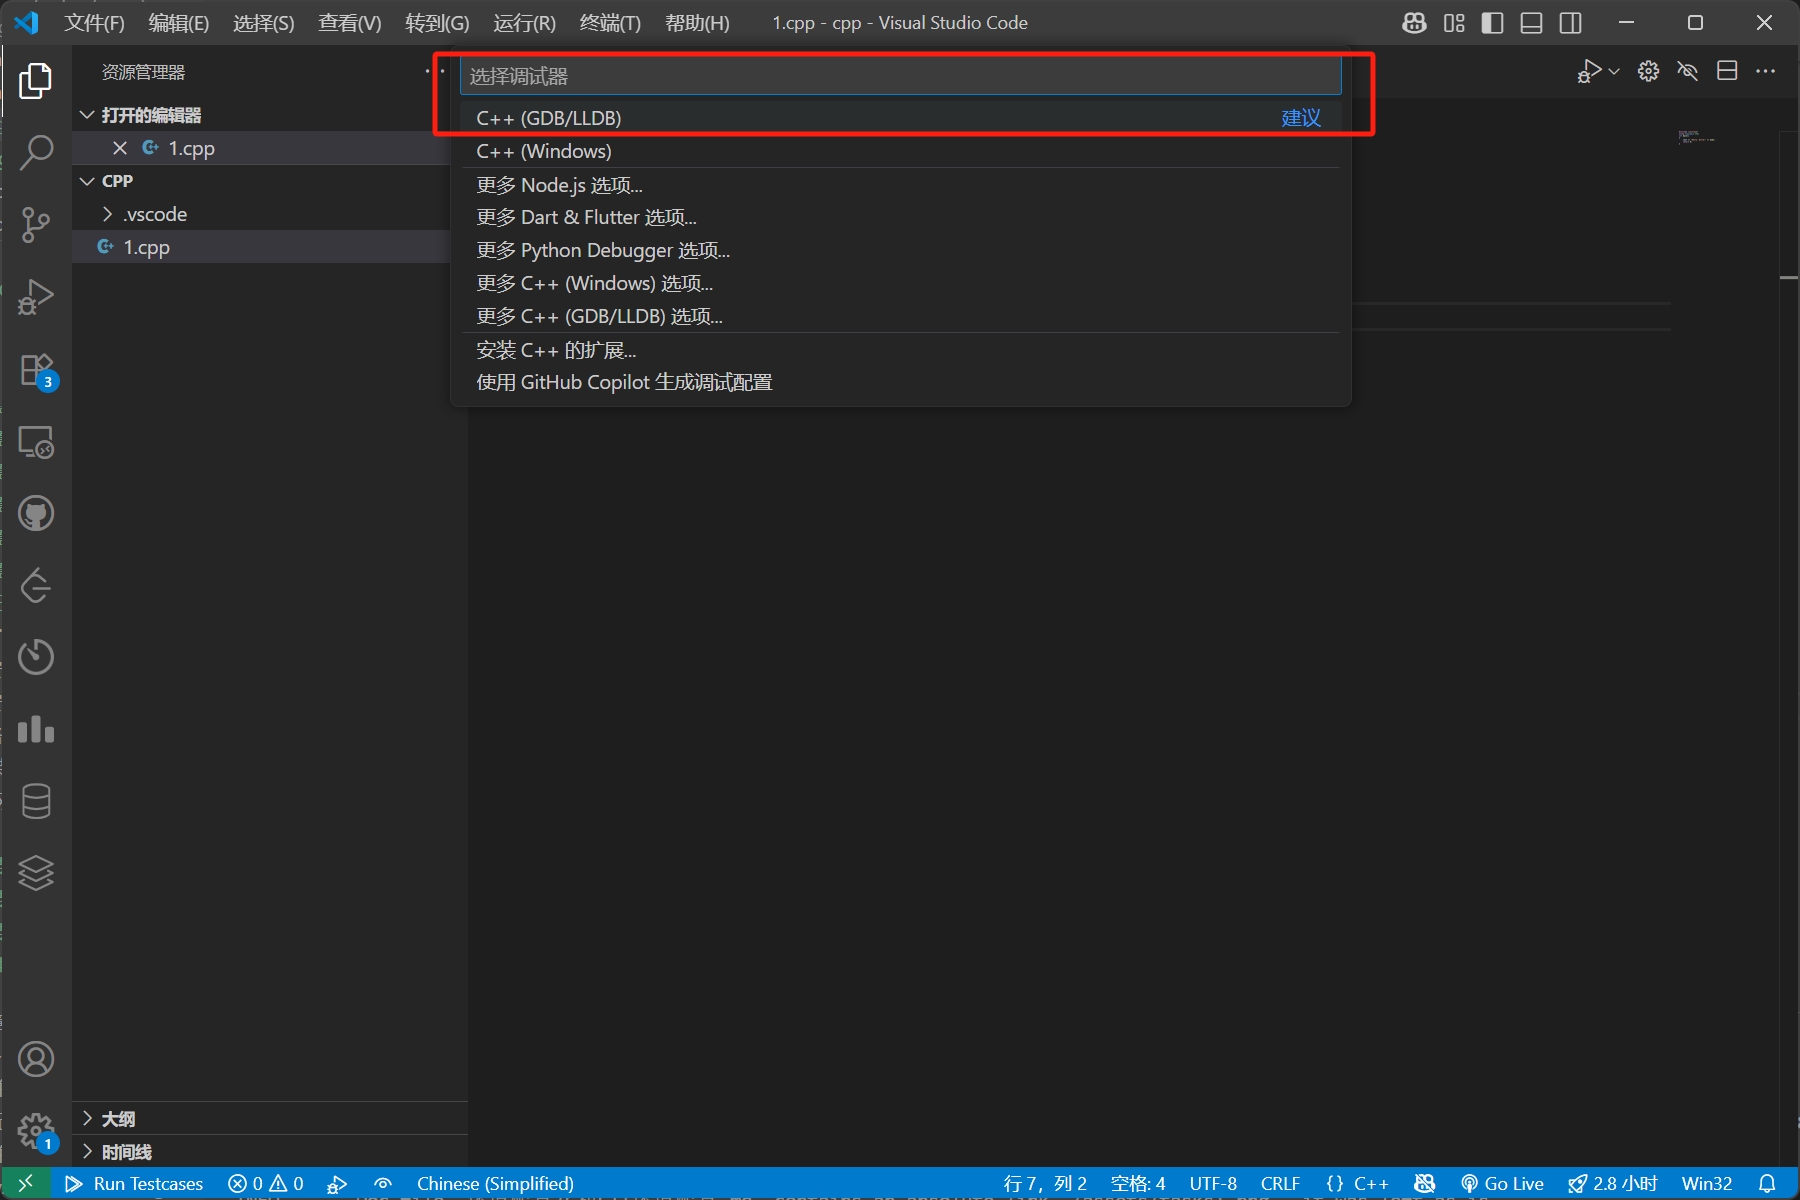 文件(F) 编辑(E) 选择(S) 查看(V) 转到(G) 运行(R) 终端(T) 帮助(H) 1.cpp - cpp - Visual Studio Code
资源管理器
打开的编辑器
1.cpp
CPP
.vscode
1.cpp
选择调试器
C++ (GDB/LLDB) 建议
C++ (Windows)
更多 Node.js 选项...
更多 Dart & Flutter 选项...
更多 Python Debugger 选项...
更多 C++ (Windows) 选项...
更多 C++ (GDB/LLDB) 选项...
安装 C++ 的扩展...
使用 GitHub Copilot 生成调试配置
3
大纲
1
时间线
Run Testcases 0 0 Chinese (Simplified) 行 7，列 2 空格: 4 UTF-8 CRLF {} C++ Go Live 2.8 小时 Win32